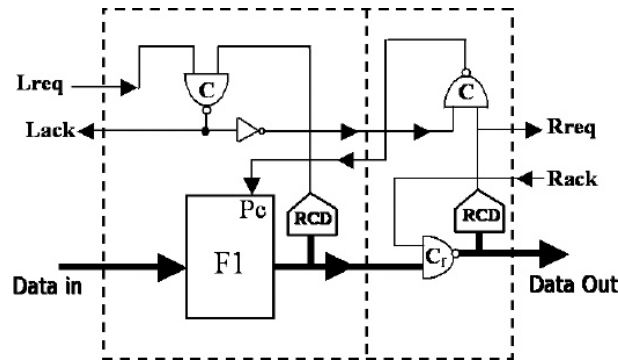 Lreq
C
C
Lack
Rreq
Rack
Pc
RCD
RCD
F1
Cr
Data in
Data Out